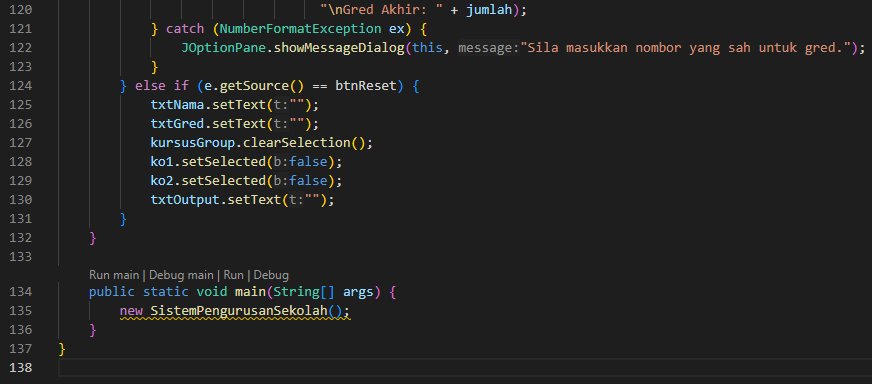 120 "\nGred Akhir: " + jumlah);
121 } catch (NumberFormatException ex) {
122 JOptionPane.showMessageDialog(this, message:"Sila masukkan nombor yang sah untuk gred.");
123 }
124 } else if (e.getSource() == btnReset) {
125 txtNama.setText(t:"");
126 txtGred.setText(t:"");
127 kursusGroup.clearSelection();
128 ko1.setSelected(b:false);
129 ko2.setSelected(b:false);
130 txtOutput.setText(t:"");
131 }
132 }
133
Run main | Debug main | Run | Debug
134 public static void main(String[] args) {
135 new SistemPengurusanSekolah();
136 }
137 }
138